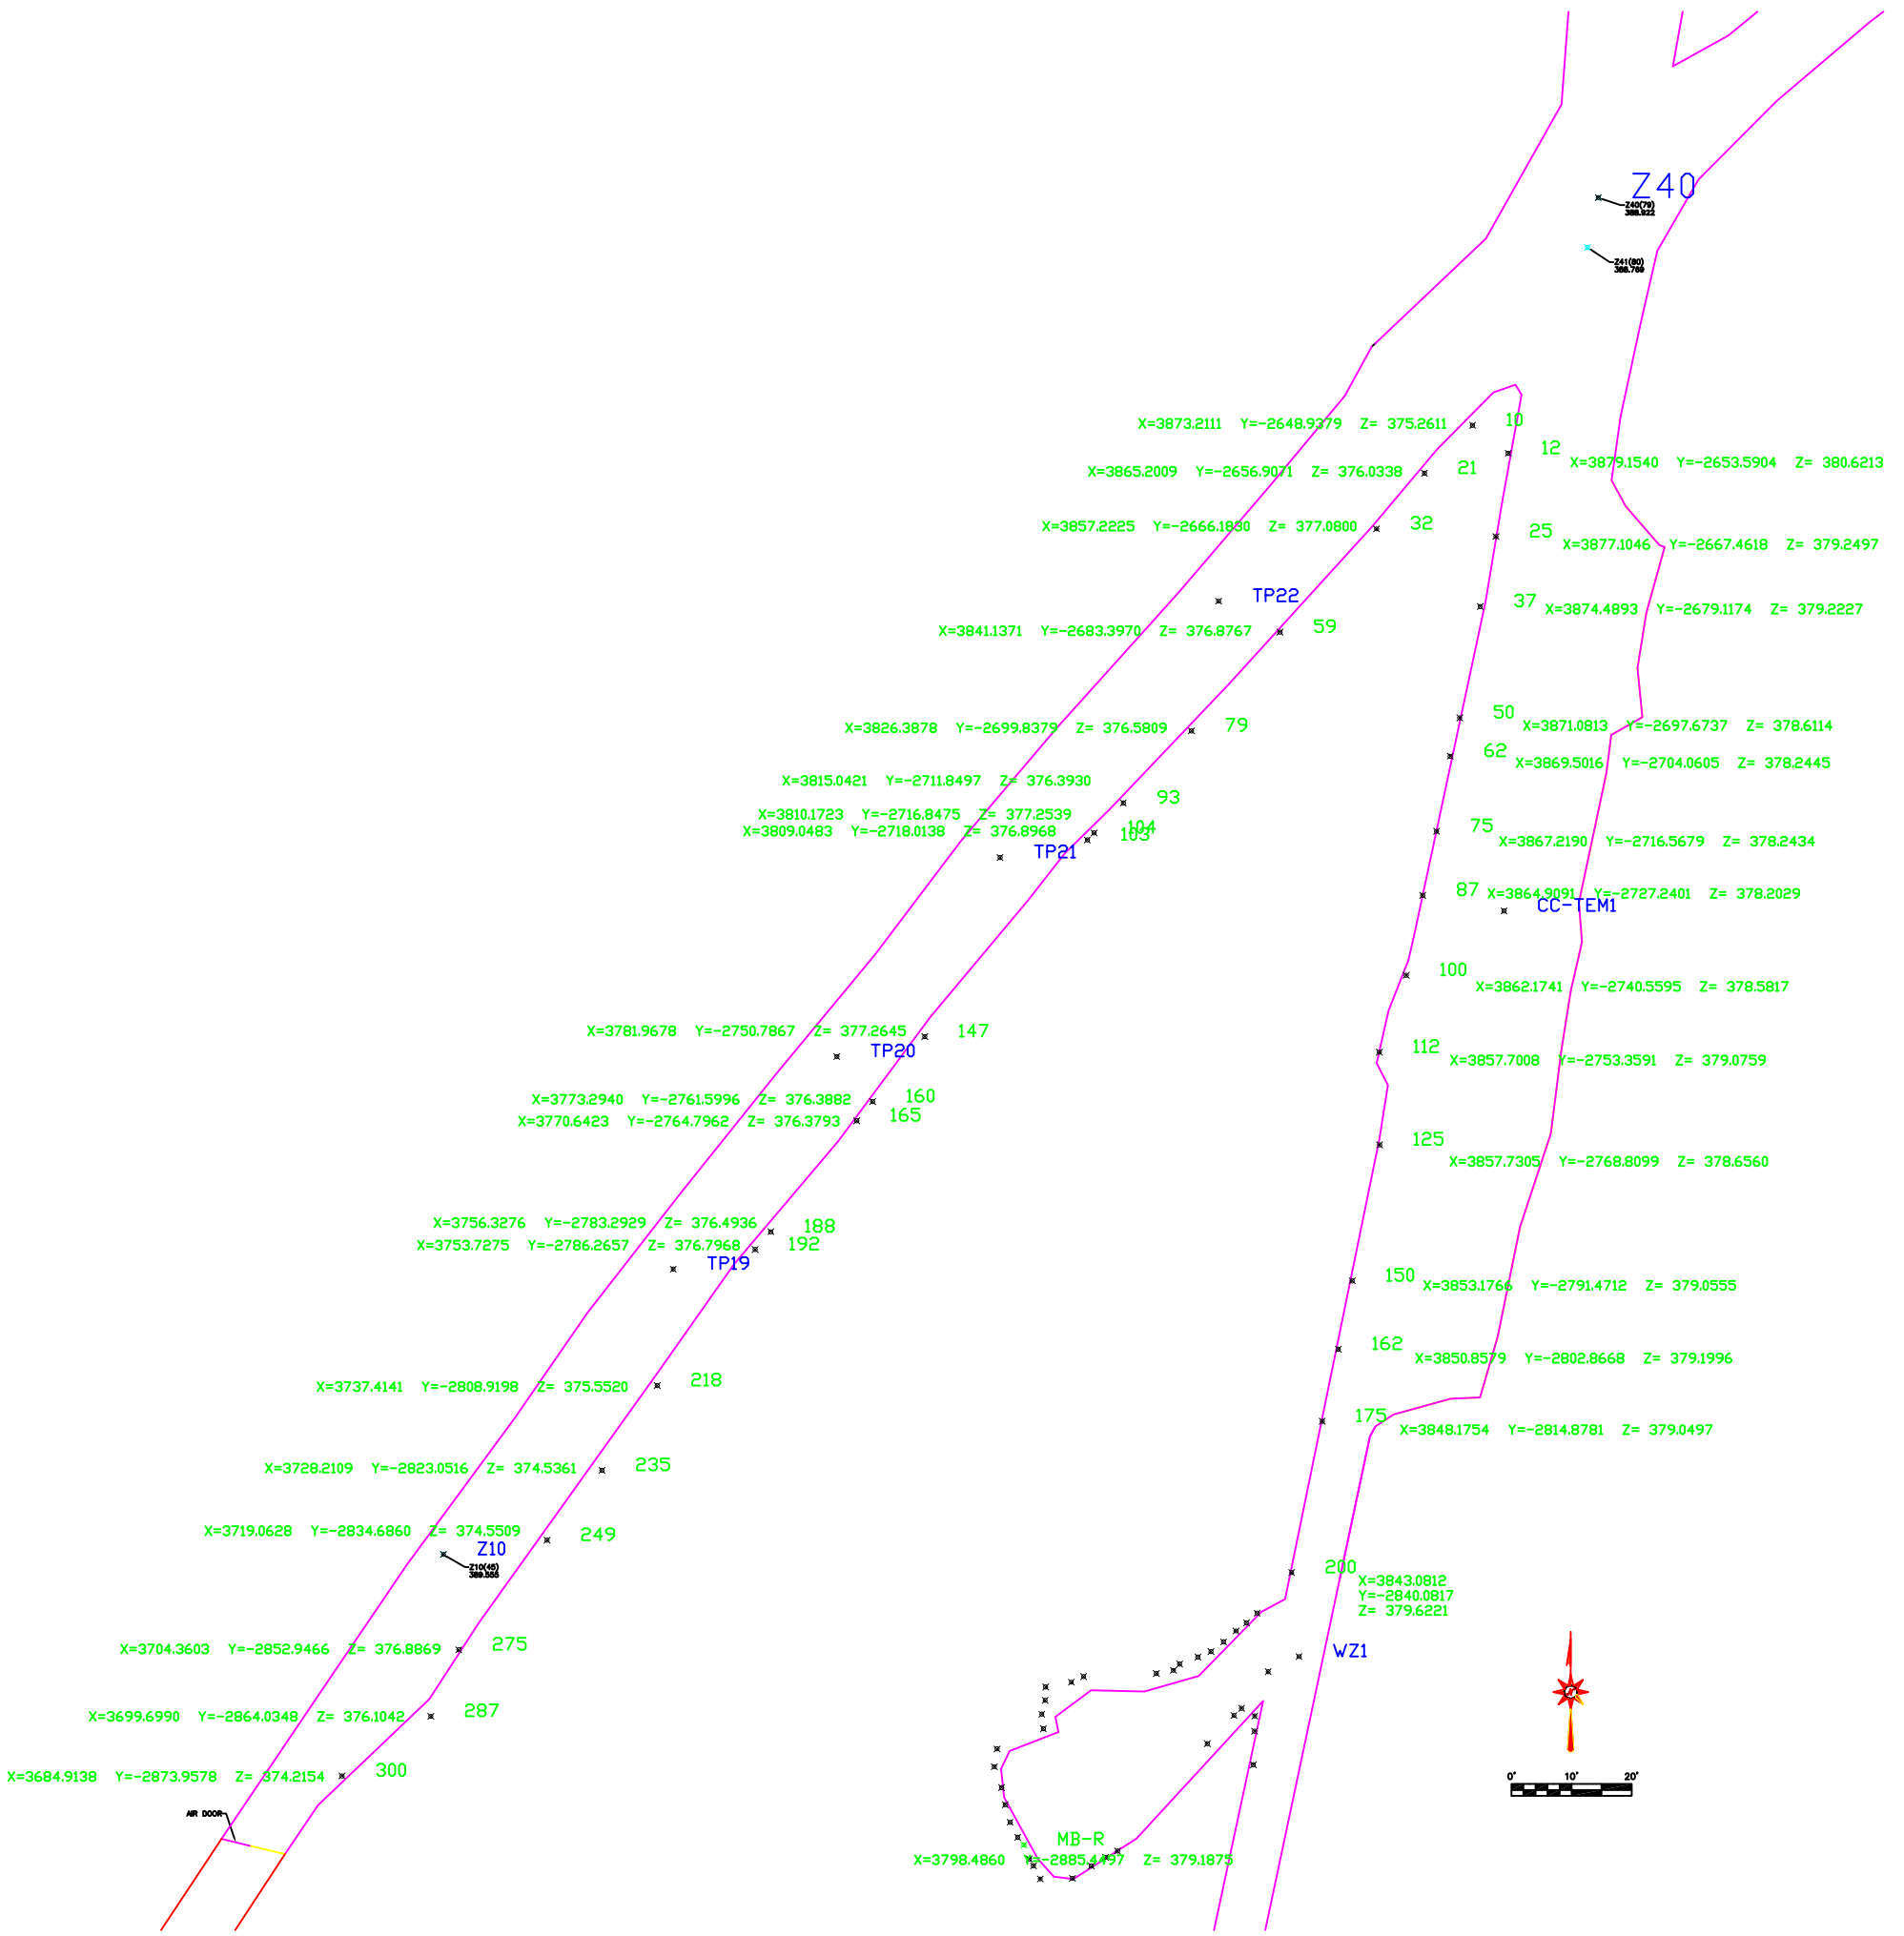 Z40
Z40(79)
388.922
Z41(80)
388.769
X=3873.2111 Y=-2648.9379 Z= 375.2611 10
12
X=3879.1540 Y=-2653.5904 Z= 380.6213
X=3865.2009 Y=-2656.9071 Z= 376.0338 21
X=3857.2225 Y=-2666.1830 Z= 377.0800 32
25
X=3877.1046 Y=-2667.4618 Z= 379.2497
TP22
37
X=3874.4893 Y=-2679.1174 Z= 379.2227
X=3841.1371 Y=-2683.3970 Z= 376.8767 59
50
X=3871.0813 Y=-2697.6737 Z= 378.6114
X=3826.3878 Y=-2699.8379 Z= 376.5809 79
62
X=3869.5016 Y=-2704.0605 Z= 378.2445
X=3815.0421 Y=-2711.8497 Z= 376.3930 93
X=3810.1723 Y=-2716.8475 Z= 377.2539 104
X=3809.0483 Y=-2718.0138 Z= 376.8968 103
75
X=3867.2190 Y=-2716.5679 Z= 378.2434
TP21
87
X=3864.9091 Y=-2727.2401 Z= 378.2029
CC-TEM1
100
X=3862.1741 Y=-2740.5595 Z= 378.5817
X=3781.9678 Y=-2750.7867 Z= 377.2645 147
TP20
112
X=3857.7008 Y=-2753.3591 Z= 379.0759
X=3773.2940 Y=-2761.5996 Z= 376.3882 160
X=3770.6423 Y=-2764.7962 Z= 376.3793 165
125
X=3857.7305 Y=-2768.8099 Z= 378.6560
X=3756.3276 Y=-2783.2929 Z= 376.4936 188
X=3753.7275 Y=-2786.2657 Z= 376.7968 192
TP19
150
X=3853.1766 Y=-2791.4712 Z= 379.0555
162
X=3850.8579 Y=-2802.8668 Z= 379.1996
X=3737.4141 Y=-2808.9198 Z= 375.5520 218
175
X=3848.1754 Y=-2814.8781 Z= 379.0497
X=3728.2109 Y=-2823.0516 Z= 374.5361 235
X=3719.0628 Y=-2834.6860 Z= 374.5509 249
Z10
Z10(45)
389.555
200
X=3843.0812
Y=-2840.0817
Z= 379.6221
X=3704.3603 Y=-2852.9466 Z= 376.8869 275
WZ1
X=3699.6990 Y=-2864.0348 Z= 376.1042 287
X=3684.9138 Y=-2873.9578 Z= 374.2154 300
0' 10' 20'
AIR DOOR
MB-R
X=3798.4860 Y=-2885.4497 Z= 379.1875